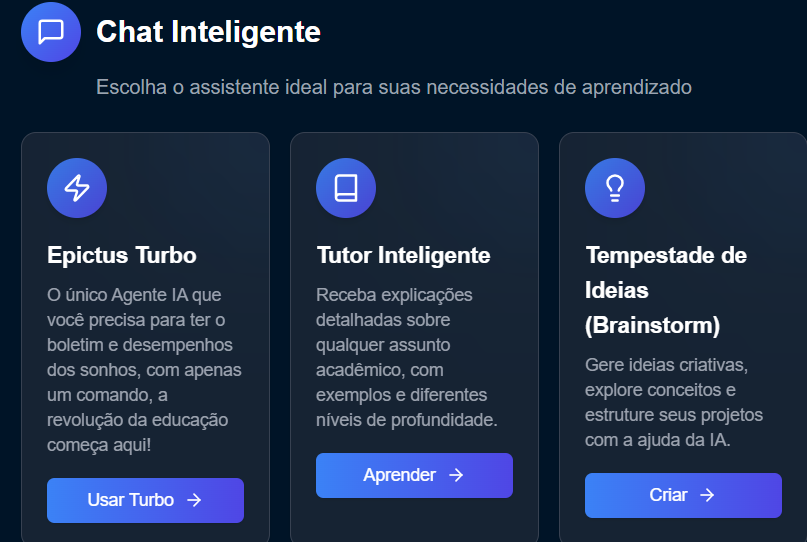 Chat Inteligente
Escolha o assistente ideal para suas necessidades de aprendizado
Epictus Turbo
O único Agente IA que
você precisa para ter o
boletim e desempenhos
dos sonhos, com apenas
um comando, a
revolução da educação
começa aqui!
Usar Turbo
Tutor Inteligente
Receba explicações
detalhadas sobre
qualquer assunto
acadêmico, com
exemplos e diferentes
níveis de profundidade.
Aprender
Tempestade de
Ideias
(Brainstorm)
Gere ideias criativas,
explore conceitos e
estruture seus projetos
com a ajuda da IA.
Criar